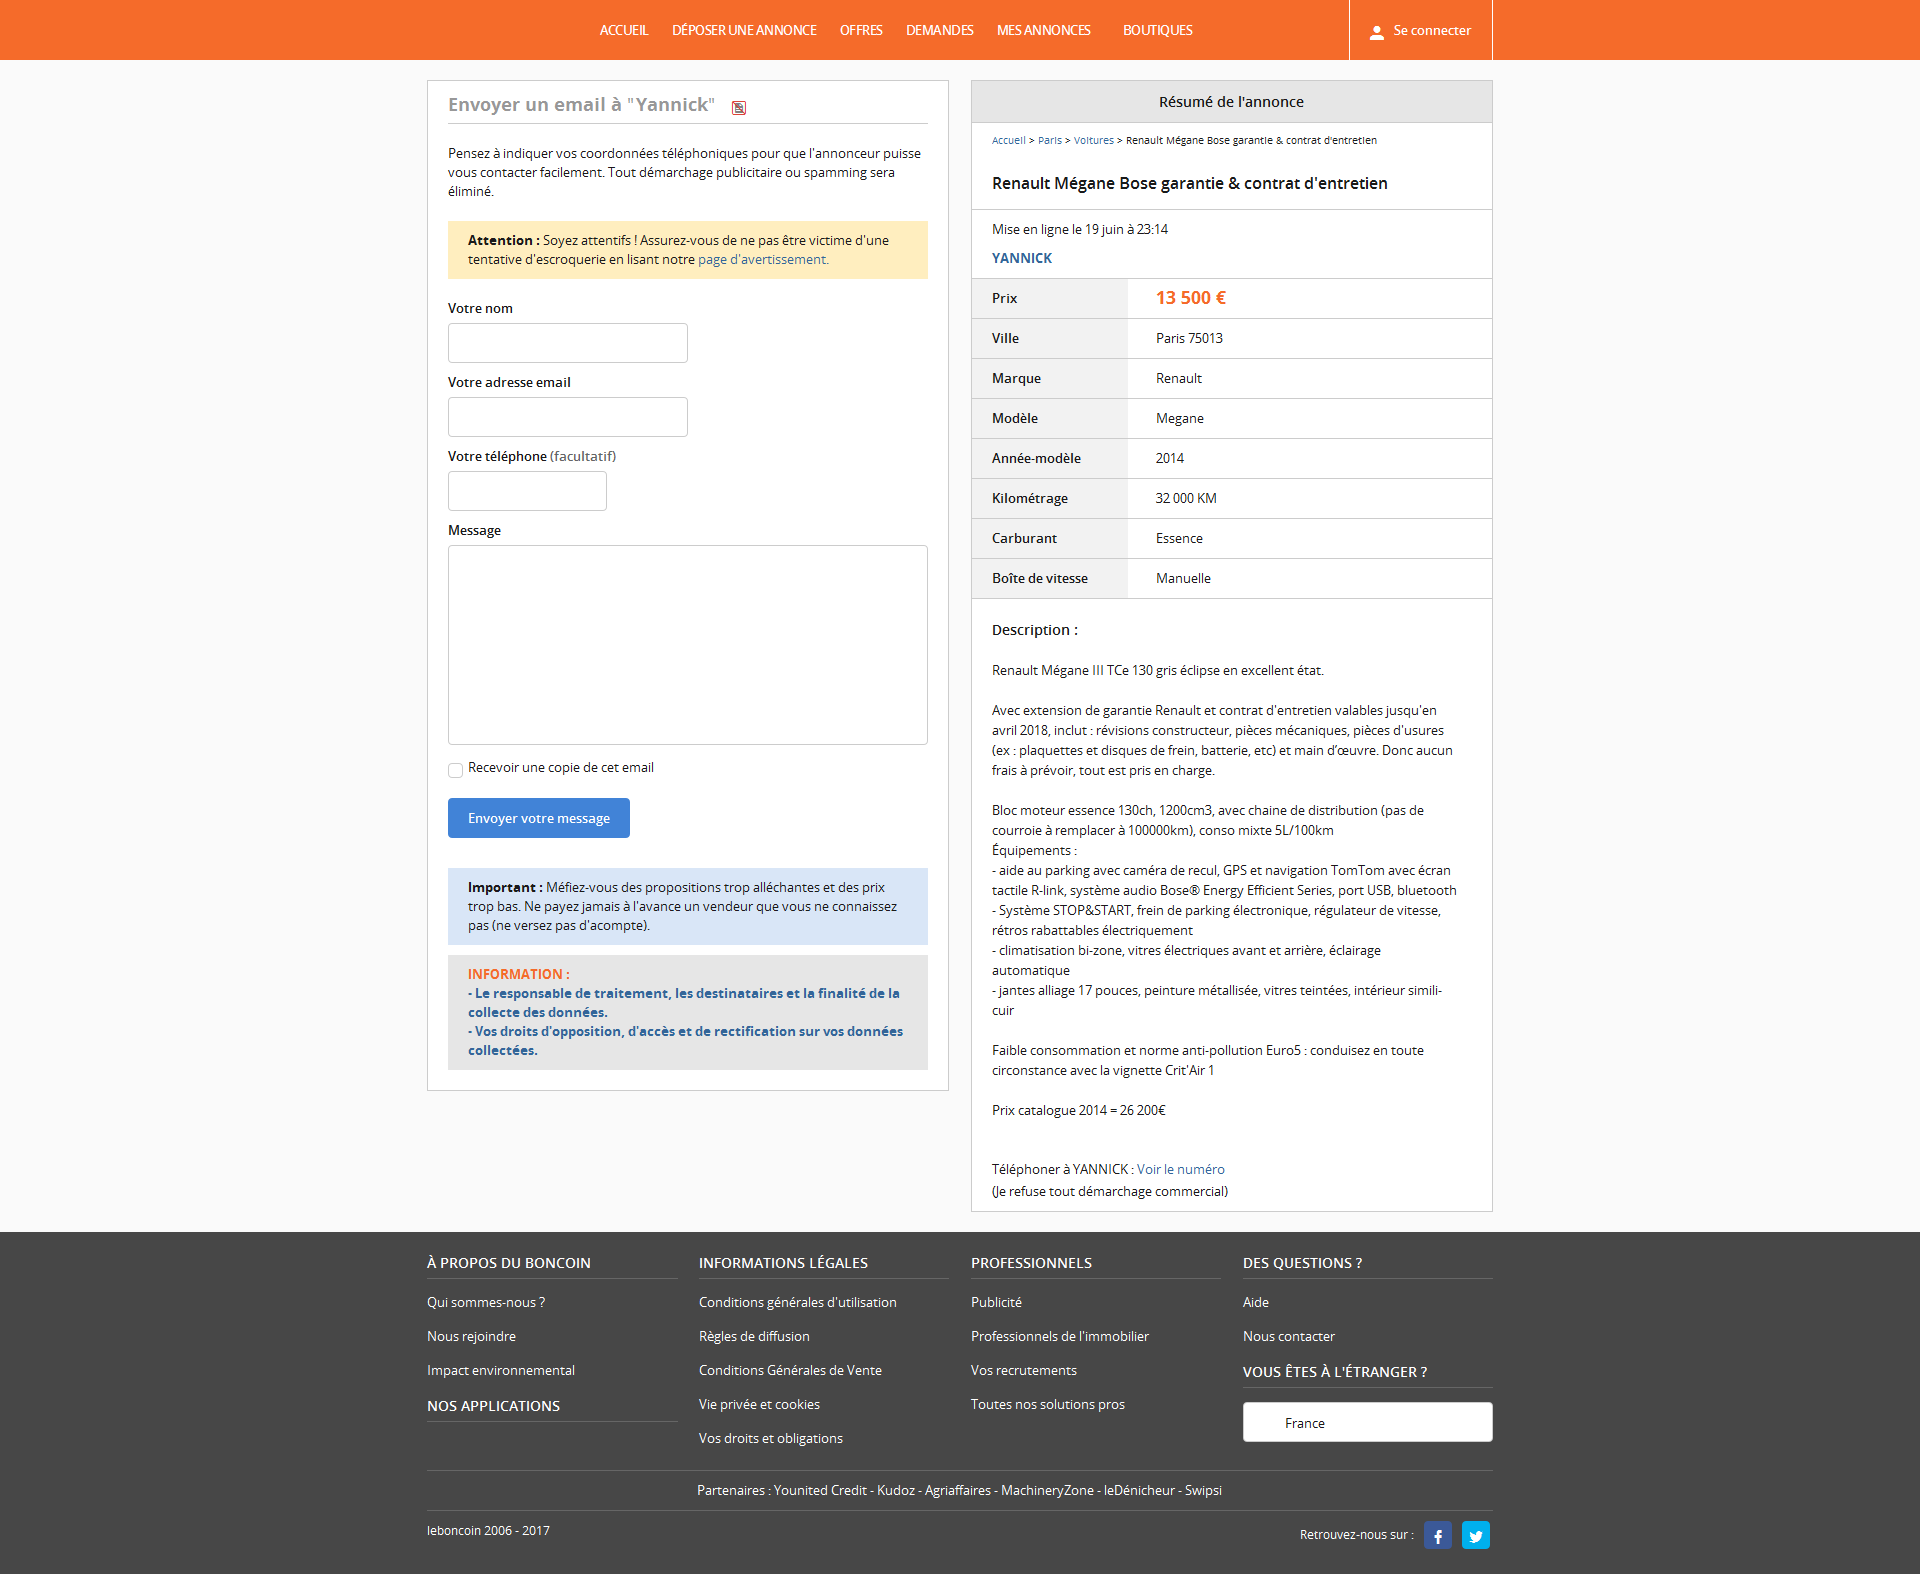 ACCUEIL DÉPOSER UNE ANNONCE OFFRES DEMANDES MES ANNONCES BOUTIQUES Se connecter
Envoyer un email à "Yannick"
Pensez à indiquer vos coordonnées téléphoniques pour que l'annonceur puisse
vous contacter facilement. Tout démarchage publicitaire ou spamming sera
éliminé.
Attention : Soyez attentifs ! Assurez-vous de ne pas être victime d'une
tentative d'escroquerie en lisant notre page d'avertissement.
Votre nom
Votre adresse email
Votre téléphone (facultatif)
Message
Recevoir une copie de cet email
Envoyer votre message
Important : Méfiez-vous des propositions trop alléchantes et des prix
trop bas. Ne payez jamais à l'avance un vendeur que vous ne connaissez
pas (ne versez pas d'acompte).
INFORMATION :
- Le responsable de traitement, les destinataires et la finalité de la
collecte des données.
- Vos droits d'opposition, d'accès et de rectification sur vos données
collectées.
Résumé de l'annonce
Accueil > Paris > Voitures > Renault Mégane Bose garantie & contrat d'entretien
Renault Mégane Bose garantie & contrat d'entretien
Mise en ligne le 19 juin à 23:14
YANNICK
Prix 13 500 €
Ville Paris 75013
Marque Renault
Modèle Megane
Année-modèle 2014
Kilométrage 32 000 KM
Carburant Essence
Boîte de vitesse Manuelle
Description :
Renault Mégane III TCe 130 gris éclipse en excellent état.
Avec extension de garantie Renault et contrat d'entretien valables jusqu'en
avril 2018, inclut : révisions constructeur, pièces mécaniques, pièces d'usures
(ex : plaquettes et disques de frein, batterie, etc) et main d’œuvre. Donc aucun
frais à prévoir, tout est pris en charge.
Bloc moteur essence 130ch, 1200cm3, avec chaine de distribution (pas de
courroie à remplacer à 100000km), conso mixte 5L/100km
Équipements :
- aide au parking avec caméra de recul, GPS et navigation TomTom avec écran
tactile R-link, système audio Bose® Energy Efficient Series, port USB, bluetooth
- Système STOP&START, frein de parking électronique, régulateur de vitesse,
rétros rabattables électriquement
- climatisation bi-zone, vitres électriques avant et arrière, éclairage
automatique
- jantes alliage 17 pouces, peinture métallisée, vitres teintées, intérieur simili-
cuir
Faible consommation et norme anti-pollution Euro5 : conduisez en toute
circonstance avec la vignette Crit'Air 1
Prix catalogue 2014 = 26 200€
Téléphoner à YANNICK : Voir le numéro
(Je refuse tout démarchage commercial)
À PROPOS DU BONCOIN
Qui sommes-nous ?
Nous rejoindre
Impact environnemental
NOS APPLICATIONS
INFORMATIONS LÉGALES
Conditions générales d'utilisation
Règles de diffusion
Conditions Générales de Vente
Vie privée et cookies
Vos droits et obligations
PROFESSIONNELS
Publicité
Professionnels de l'immobilier
Vos recrutements
Toutes nos solutions pros
DES QUESTIONS ?
Aide
Nous contacter
VOUS ÊTES À L'ÉTRANGER ?
France
Partenaires : Younited Credit - Kudoz - Agriaffaires - MachineryZone - leDénicheur - Swipsi
leboncoin 2006 - 2017
Retrouvez-nous sur :